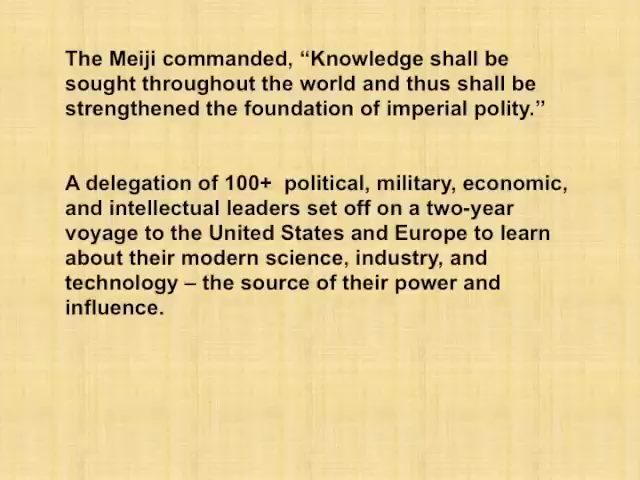 The Meiji commanded, “Knowledge shall be
sought throughout the world and thus shall be
strengthened the foundation of imperial polity.”
A delegation of 100+  political, military, economic,
and intellectual leaders set off on a two-year
voyage to the United States and Europe to learn
about their modern science, industry, and
technology – the source of their power and
influence.